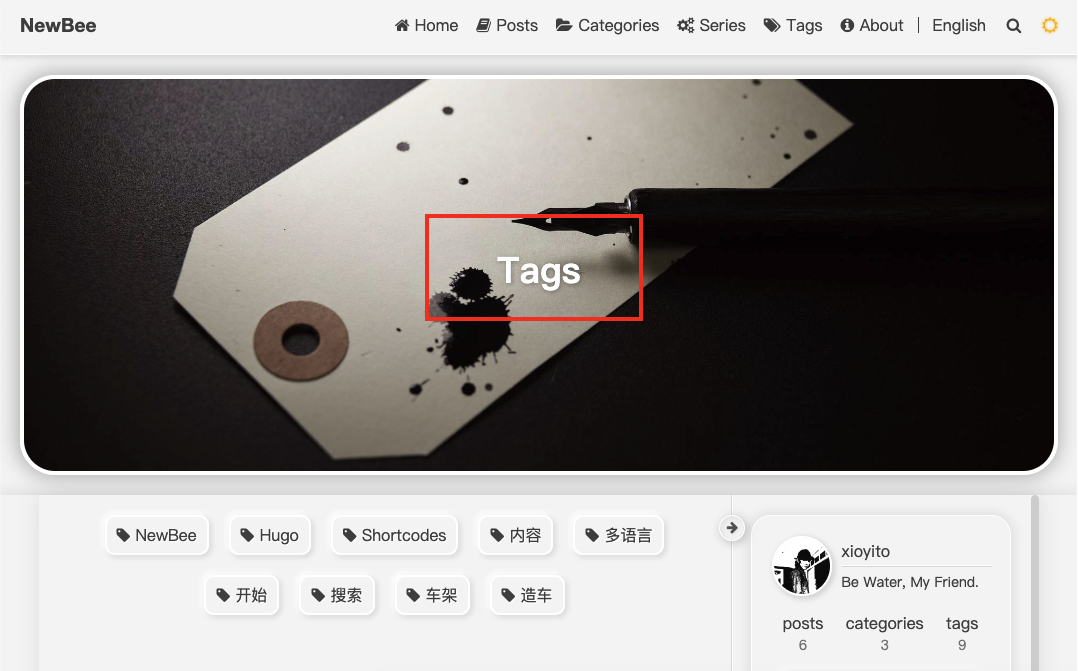 NewBee Home Posts Categories Series Tags About | English
Tags
NewBee Hugo Shortcodes 内容 多语言
开始 搜索 车架 造车
xioyito
Be Water, My Friend.
posts categories tags
6 3 9